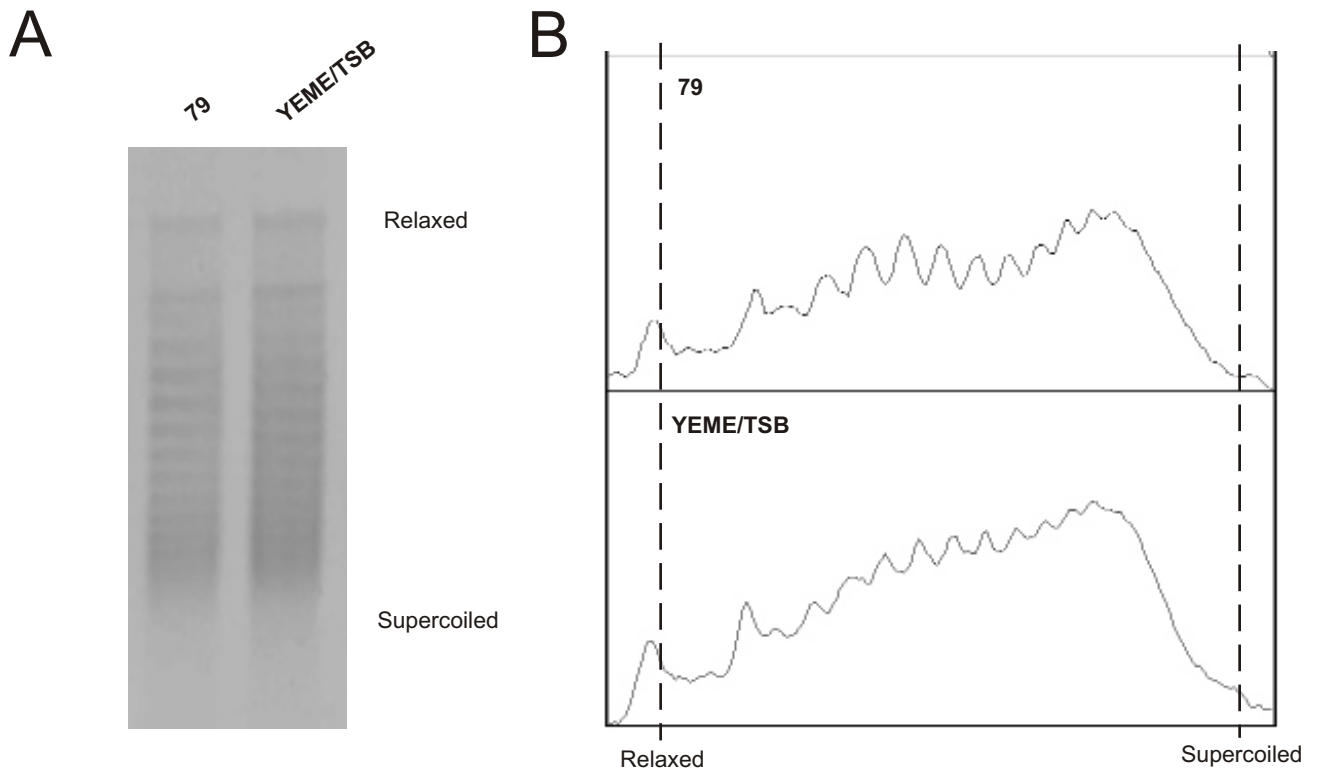 A
79
YEME/TSB
Relaxed
Supercoiled
B
79
YEME/TSB
Relaxed
Supercoiled